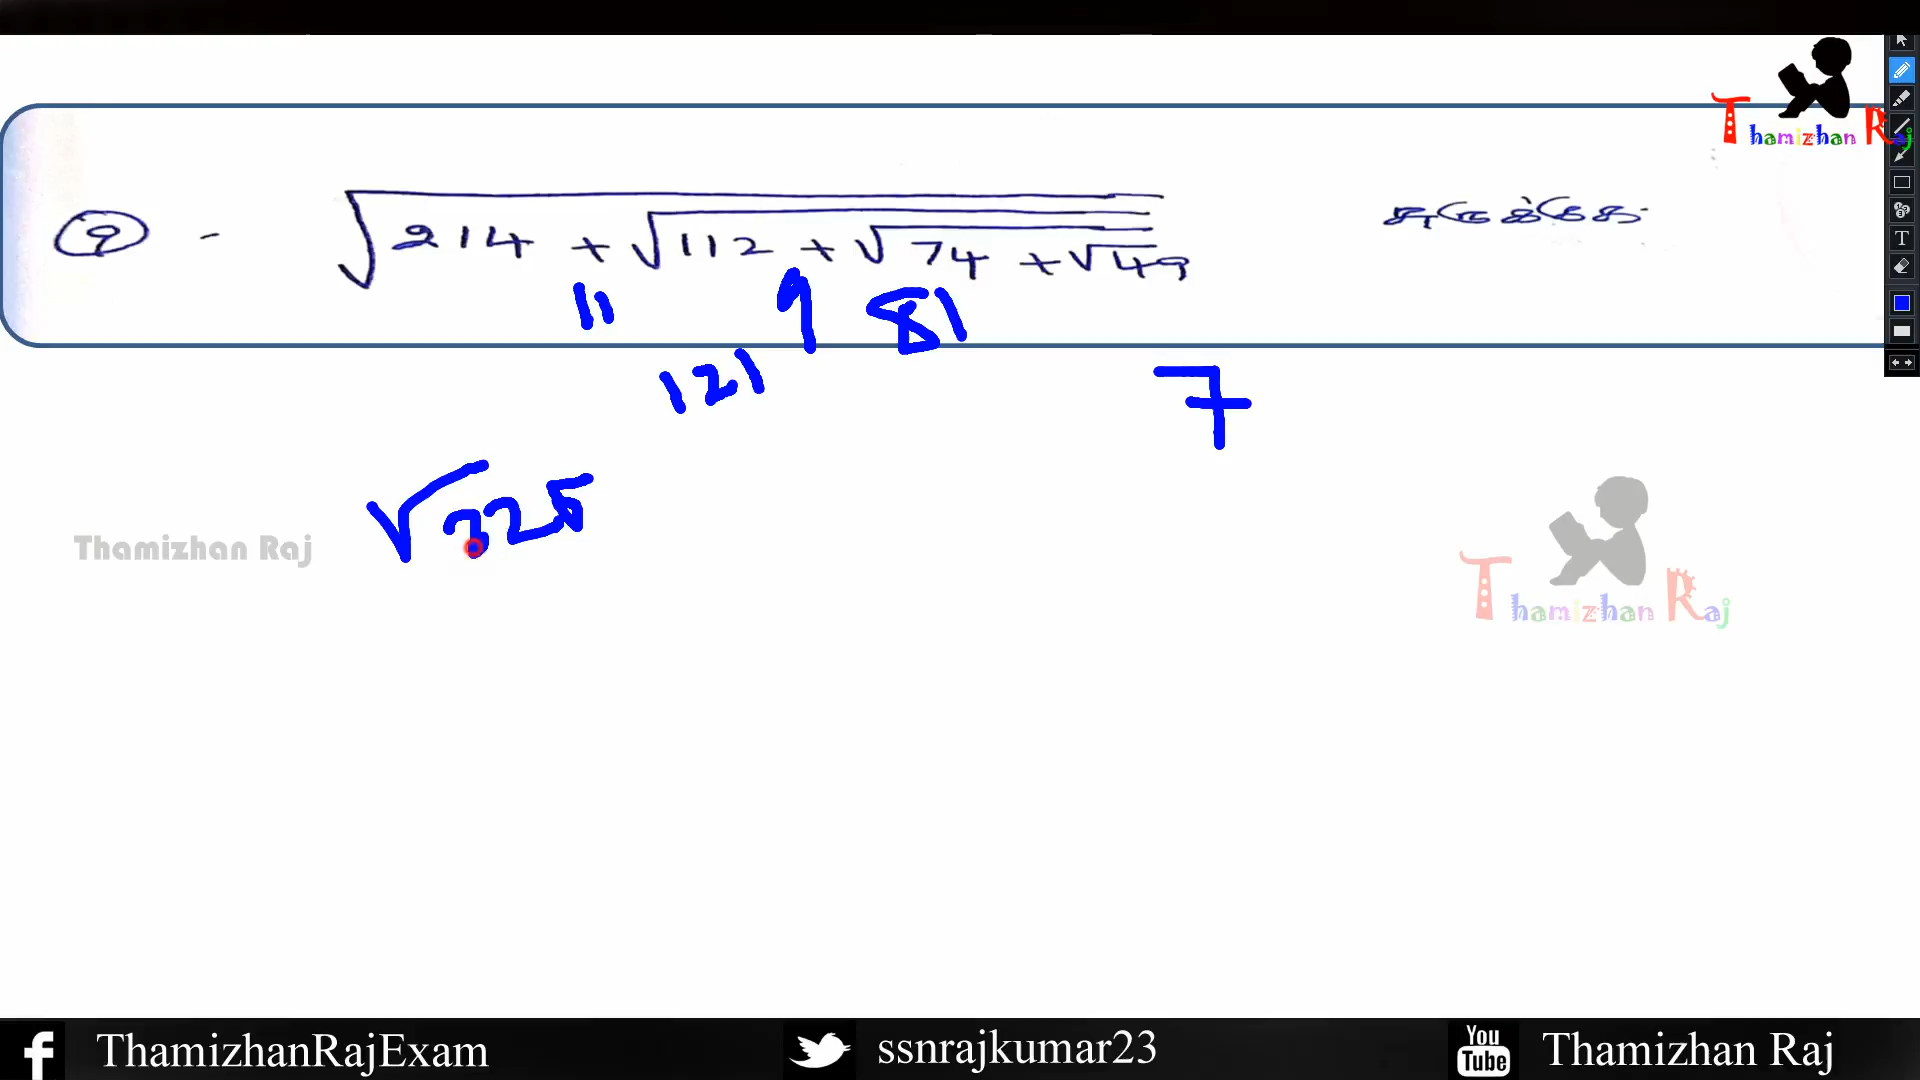 Thamizhan Raj
9 - √214 + √112 + √74 + √49 சுருக்குக
11 9 81
121 7
√325
Thamizhan Raj
Thamizhan Raj
ThamizhanRajExam ssnrajkumar23 You Tube Thamizhan Raj